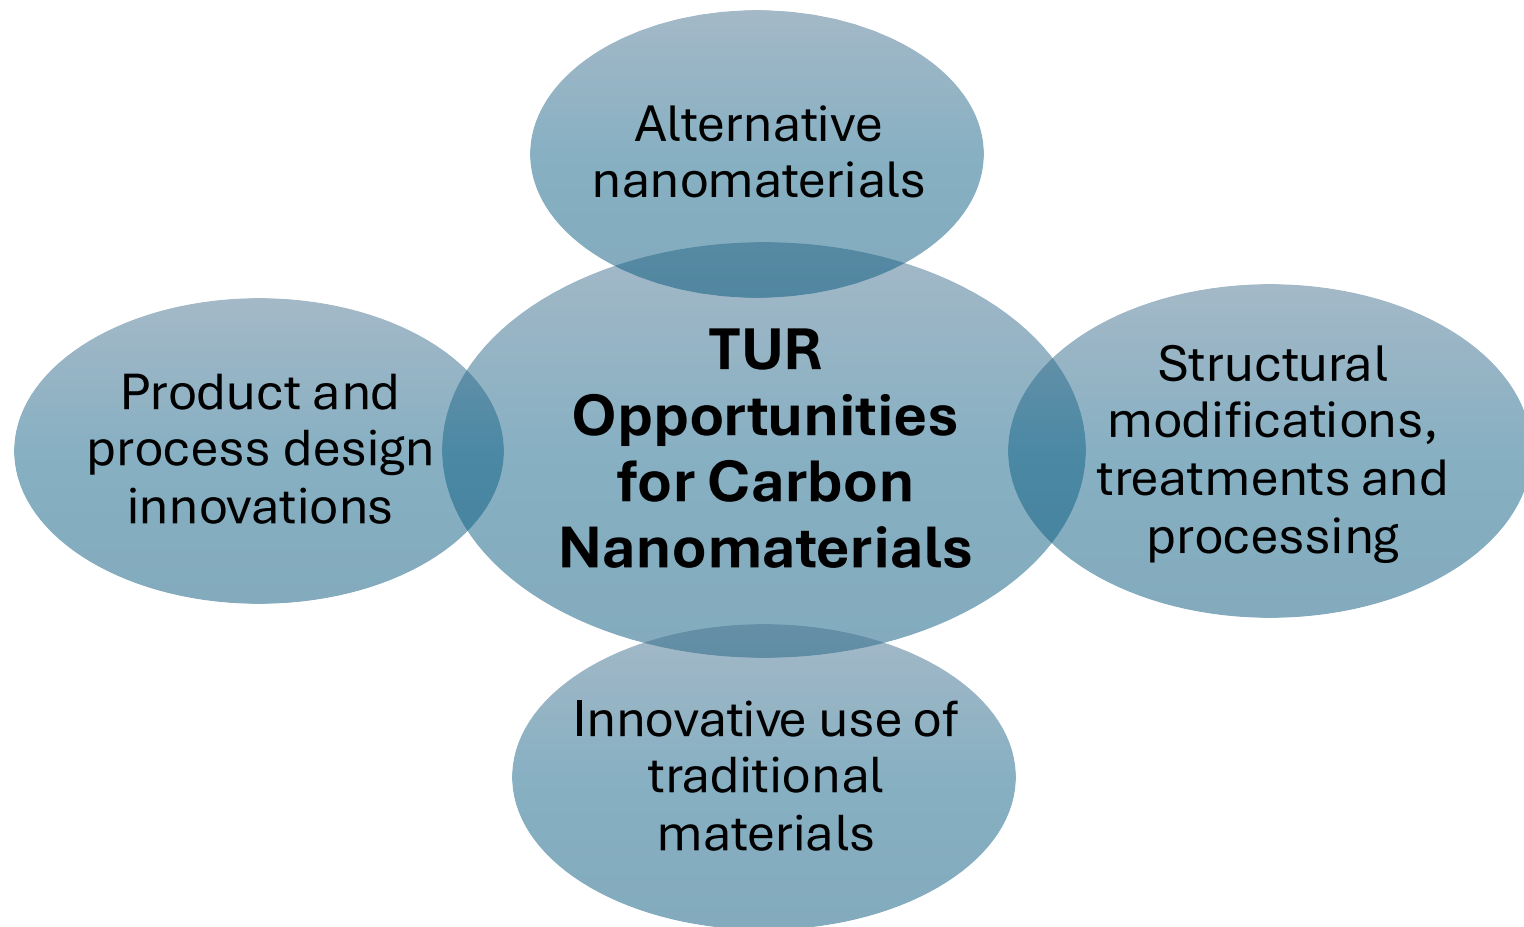 Alternative
nanomaterials
TUR
Opportunities
for Carbon
Nanomaterials
Product and
process design
innovations
Structural
modifications,
treatments and
processing
Innovative use of
traditional
materials